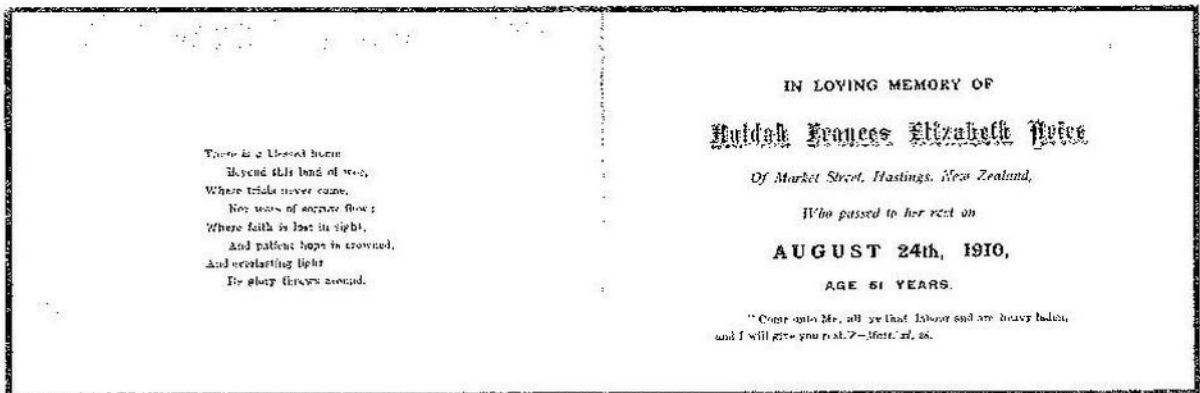 There is a blessed home
Beyond this land of woe,
Where trials never come,
Nor tears of sorrow flow;
Where faith is lost in sight,
And patient hope is crowned,
And everlasting light
Its glory throws around.
IN LOVING MEMORY OF
Huldah Frances Elizabeth Price
Of Market Street, Hastings, New Zealand,
Who passed to her rest on
AUGUST 24th, 1910,
AGE 51 YEARS.
"Come unto Me, all ye that labour and are heavy laden,
and I will give you rest."—Matt. xi, 28.